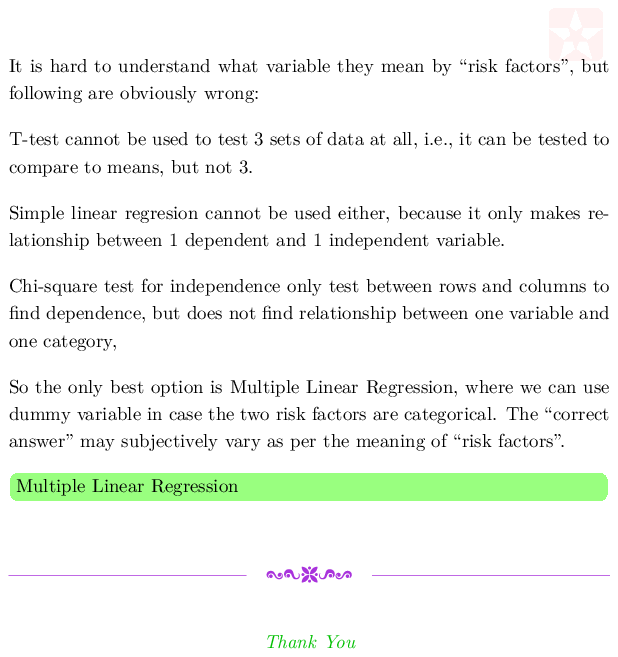 It is hard to understand what variable they mean by “risk factors”, but
following are obviously wrong:
T-test cannot be used to test 3 sets of data at all, i.e., it can be tested to
compare to means, but not 3.
Simple linear regresion cannot be used either, because it only makes re-
lationship between 1 dependent and 1 independent variable.
Chi-square test for independence only test between rows and columns to
find dependence, but does not find relationship between one variable and
one category,
So the only best option is Multiple Linear Regression, where we can use
dummy variable in case the two risk factors are categorical. The “correct
answer” may subjectively vary as per the meaning of “risk factors”.
Multiple Linear Regression
Thank You